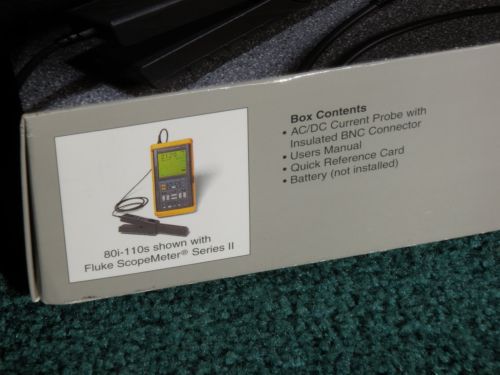 Box Contents
• AC/DC Current Probe with
Insulated BNC Connector
• Users Manual
• Quick Reference Card
• Battery (not installed)
80i-110s shown with
Fluke ScopeMeter® Series II